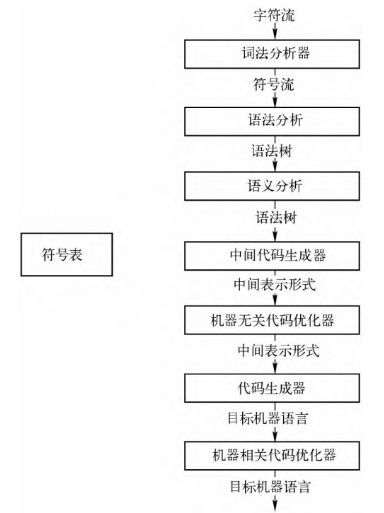 字符流
词法分析器
符号流
语法分析
语法树
语义分析
语法树
符号表
中间代码生成器
中间表示形式
机器无关代码优化器
中间表示形式
代码生成器
目标机器语言
机器相关代码优化器
目标机器语言